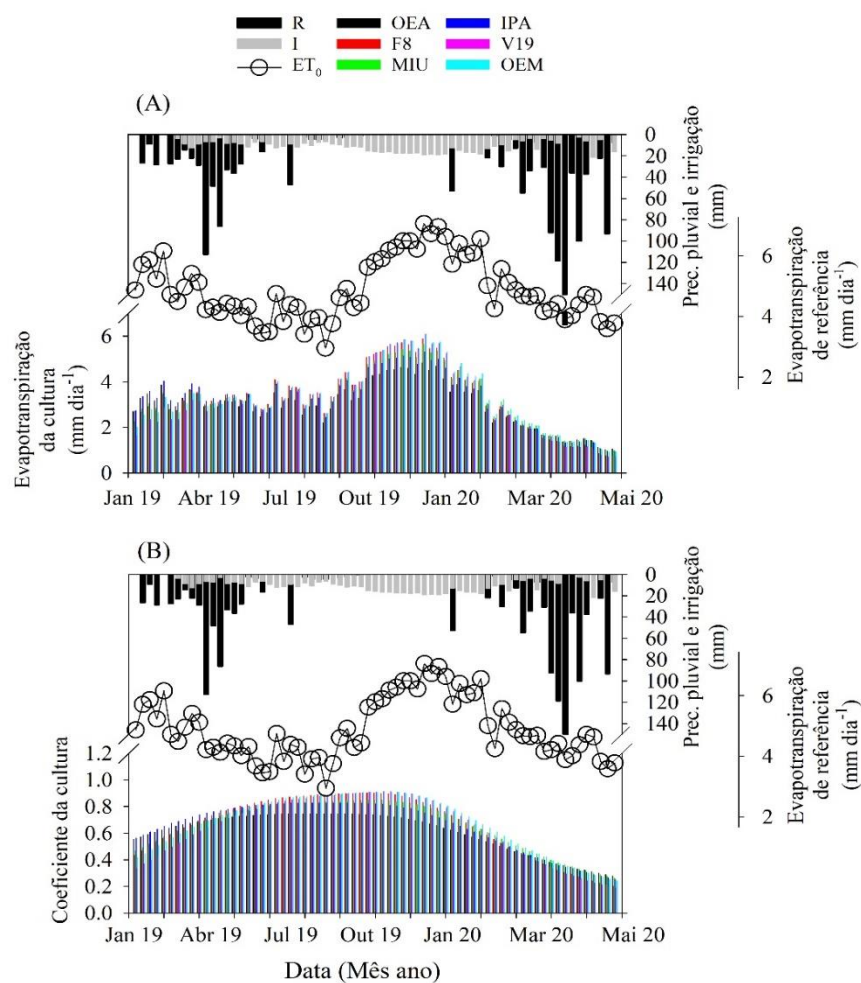 R OEA IPA
I F8 V19
ET0 MIU OEM
(A)
0
20
40
60
80
100
120
140
Prec. pluvial e irrigação
(mm)
6
4
2
Evapotranspiração
de referência
(mm dia-1)
6
4
2
0
Evapotranspiração
da cultura
(mm dia-1)
Jan 19 Abr 19 Jul 19 Out 19 Jan 20 Mar 20 Mai 20
(B)
0
20
40
60
80
100
120
140
Prec. pluvial e irrigação
(mm)
6
4
2
Evapotranspiração
de referência
(mm dia-1)
1.2
1.0
0.8
0.6
0.4
0.2
0.0
Coeficiente da cultura
Jan 19 Abr 19 Jul 19 Out 19 Jan 20 Mar 20 Mai 20
Data (Mês ano)